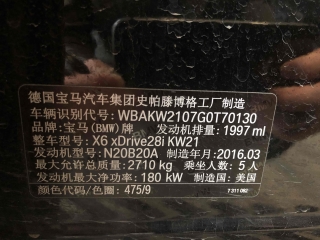 德国宝马汽车集团史帕滕博格工厂制造
车辆识别代号: WBAKW2107G0T70130
品牌: 宝马(BMW)牌 发动机排量: 1997 ml
整车型号: X6 xDrive28i KW21
发动机型号: N20B20A 制造年月: 2016.03
最大允许总质量: 2710 kg 乘坐人数: 5 人
发动机最大净功率: 180 kW 制造国: 美国
颜色代码/色圈: 475/9 7 311 062